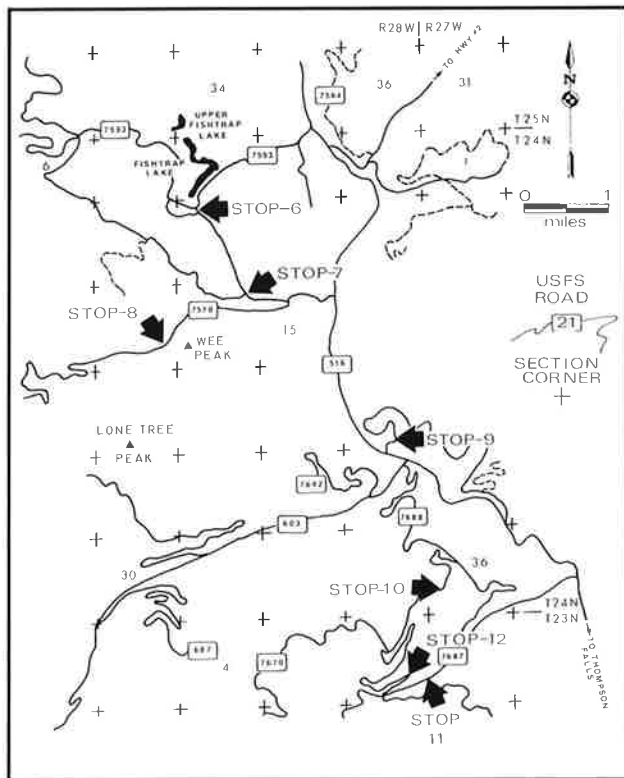 R28W R27W
TO HWY #2
34
36
31
7594
N
UPPER
FISHTRAP
LAKE
7593
7593
T25N
T24N
1
6
FISHTRAP
LAKE
STOP-6
0 1
miles
STOP-7
STOP-8
7570
15
WEE
PEAK
USFS
ROAD
21
SECTION
CORNER
516
LONE TREE
PEAK
STOP-9
7642
7688
603
30
STOP-10
36
T24N
T23N
STOP-12
7687
687
4
7670
STOP
11
TO THOMPSON
FALLS